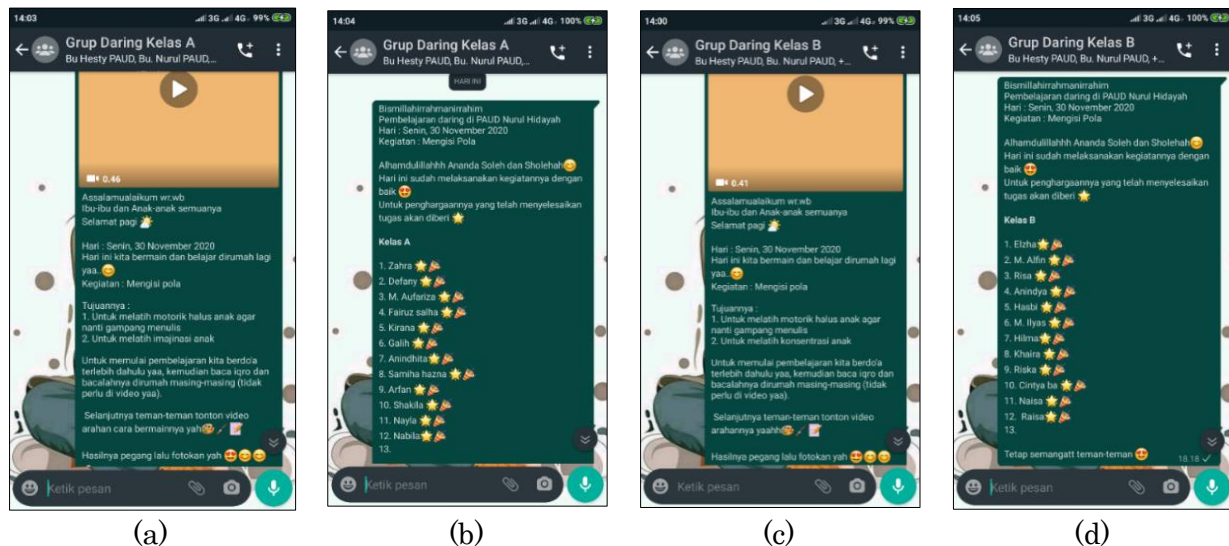 14:03
3G 4G 99%
Grup Daring Kelas A
Bu Hesty PAUD, Bu. Nurul PAUD,...
0.46
Assalamualaikum wr.wb
Ibu-ibu dan Anak-anak semuanya
Selamat pagi 🌤️
Hari : Senin, 30 November 2020
Hari ini kita bermain dan belajar dirumah lagi
yaa..😊
Kegiatan : Mengisi pola
Tujuannya :
1. Untuk melatih motorik halus anak agar
nanti gampang menulis
2. Untuk melatih imajinasi anak
Untuk memulai pembelajaran kita berdo'a
terlebih dahulu yaa, kemudian baca iqro dan
bacalahnya dirumah masing-masing (tidak
perlu di video yaa).
Selanjutnya teman-teman tonton video
arahan cara bermainnya yah
Hasilnya pegang lalu fotokan yah 😍😊😊
Ketik pesan
(a)
14:04
3G 4G 100%
Grup Daring Kelas A
Bu Hesty PAUD, Bu. Nurul PAUD,...
HARI INI
Bismillahirrahmanirrahim
Pembelajaran daring di PAUD Nurul Hidayah
Hari : Senin, 30 November 2020
Kegiatan : Mengisi Pola
Alhamdulillahhh Ananda Soleh dan Sholehah😊
Hari ini sudah melaksanakan kegiatannya dengan
baik 😍
Untuk penghargaannya yang telah menyelesaikan
tugas akan diberi 🌟
Kelas A
1. Zahra 🌟🎉
2. Defany 🌟🎉
3. M. Aufariza 🌟🎉
4. Fairuz salha 🌟🎉
5. Kirana 🌟🎉
6. Galih 🌟🎉
7. Anindhita🌟🎉
8. Samiha hazna 🌟🎉
9. Arfan 🌟🎉
10. Shakila 🌟🎉
11. Nayla 🌟🎉
12. Nabila🌟🎉
13.
Ketik pesan
(b)
14:00
3G 4G 99%
Grup Daring Kelas B
Bu Hesty PAUD, Bu. Nurul PAUD, +...
0.41
Assalamualaikum wr.wb
Ibu-ibu dan Anak-anak semuanya
Selamat pagi 🌤️
Hari : Senin, 30 November 2020
Hari ini kita bermain dan belajar dirumah lagi
yaa..😊
Kegiatan : Mengisi pola
Tujuannya :
1. Untuk melatih motorik halus anak agar
nanti gampang menulis
2. Untuk melatih konsentrasi anak
Untuk memulai pembelajaran kita berdo'a
terlebih dahulu yaa, kemudian baca iqro dan
bacalahnya dirumah masing-masing (tidak
perlu di video yaa).
Selanjutnya teman-teman tonton video
arahannya yaahh
Hasilnya pegang lalu fotokan yah 😍😊😊
Ketik pesan
(c)
14:05
3G 4G 100%
Grup Daring Kelas B
Bu Hesty PAUD, Bu. Nurul PAUD, +...
Bismillahirrahmanirrahim
Pembelajaran daring di PAUD Nurul Hidayah
Hari : Senin, 30 November 2020
Kegiatan : Mengisi Pola
Alhamdulillahhh Ananda Soleh dan Sholehah😊
Hari ini sudah melaksanakan kegiatannya dengan
baik 😍
Untuk penghargaannya yang telah menyelesaikan
tugas akan diberi 🌟
Kelas B
1. Elzha🌟🎉
2. M. Alfin 🌟🎉
3. Risa 🌟🎉
4. Anindya 🌟🎉
5. Hasbi 🌟🎉
6. M. Ilyas 🌟🎉
7. Hilma🌟🎉
8. Khaira 🌟🎉
9. Riska 🌟🎉
10. Cintya ba 🌟🎉
11. Naisa 🌟🎉
12. Raisa🌟🎉
13.
Tetap semangatt teman-teman 😍
18.18
Ketik pesan
(d)